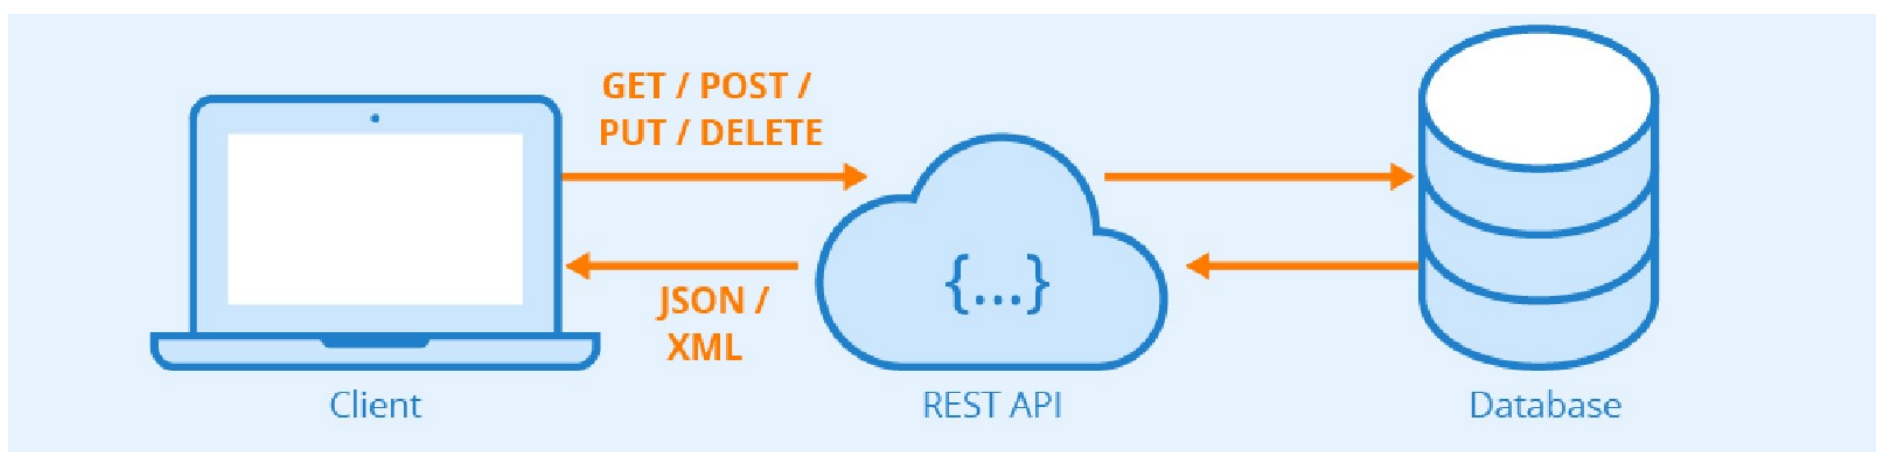 GET / POST /
PUT / DELETE
{...}
JSON /
XML
Client
REST API
Database